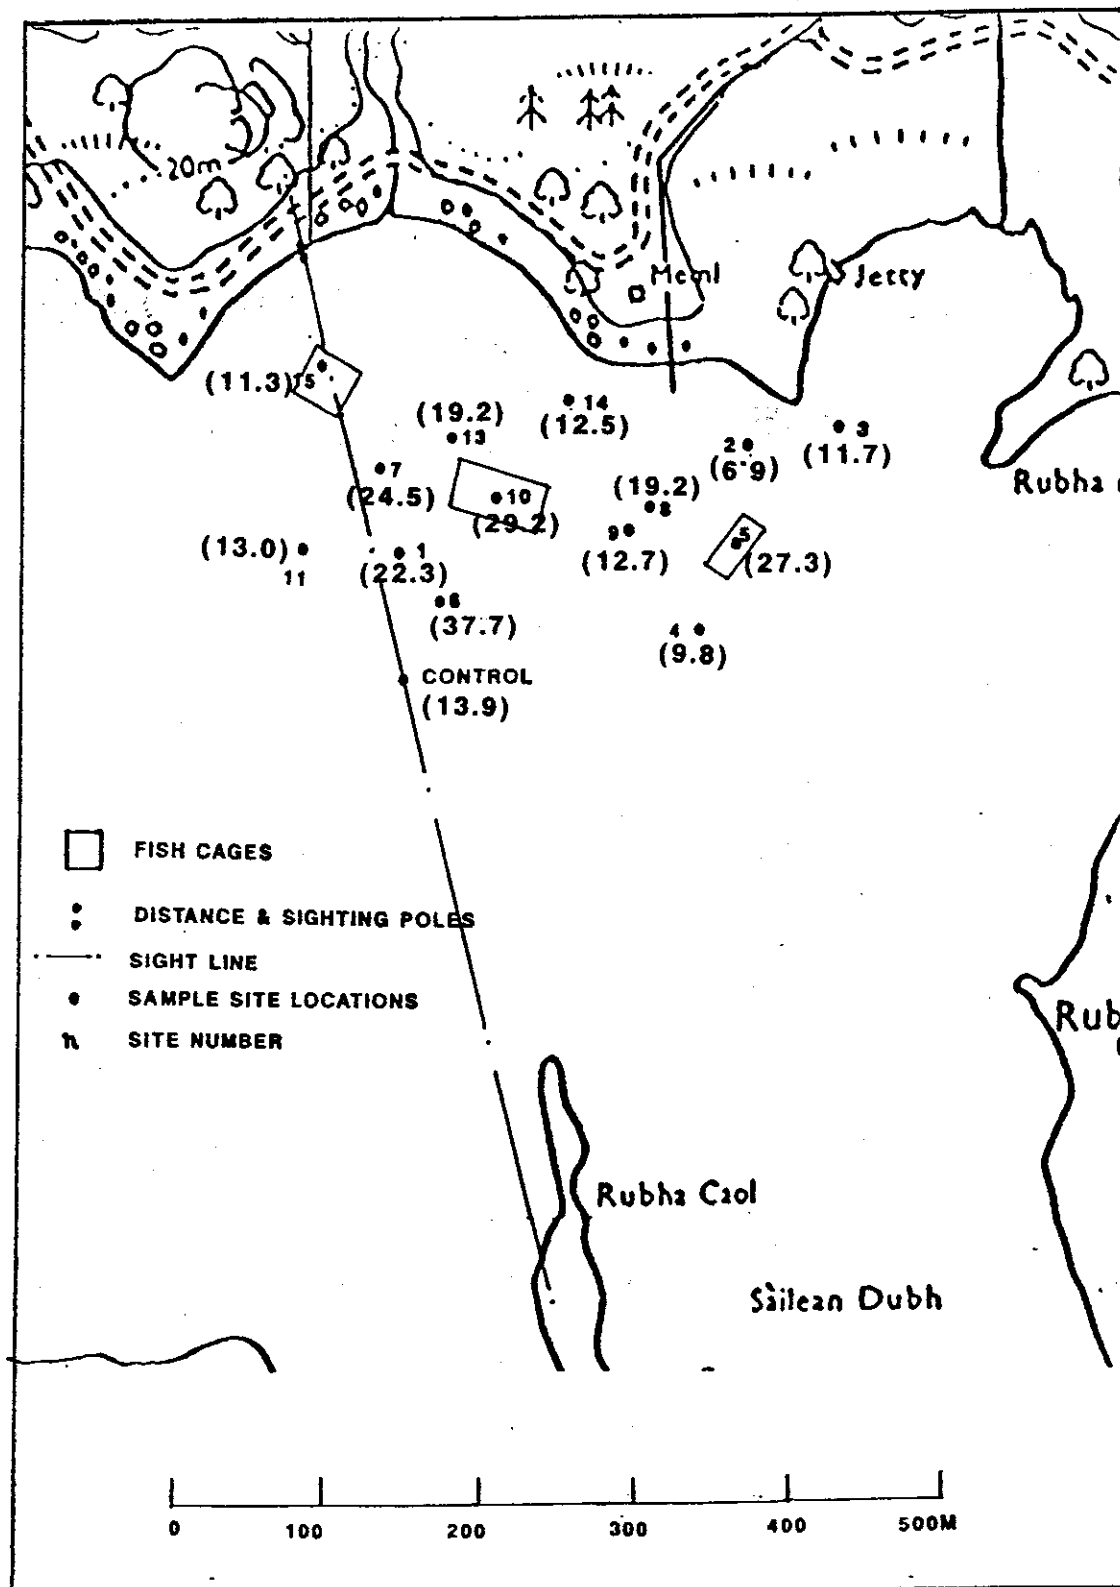 20m
Meml
Jetty
(11.3) 15
14
(12.5)
(19.2)
13
3
(11.7)
2
(6.9)
7
(24.5)
10
(29.2)
(19.2)
8
Rubha
9
(12.7)
5
(27.3)
(13.0)
11
1
(22.3)
6
(37.7)
4
(9.8)
CONTROL
(13.9)
FISH CAGES
DISTANCE & SIGHTING POLES
SIGHT LINE
SAMPLE SITE LOCATIONS
n SITE NUMBER
Rub
Rubha Caol
Sàilean Dubh
0 100 200 300 400 500M